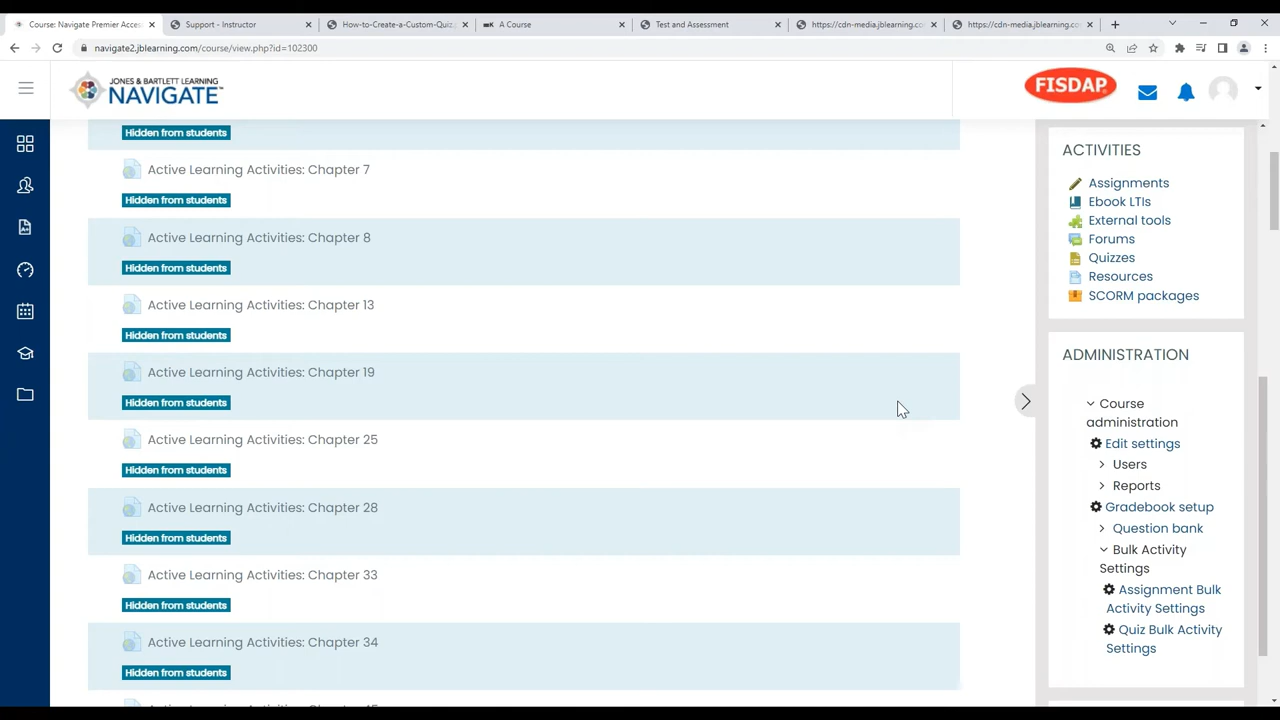 Course: Navigate Premier Acces
Support - Instructor
How-to-Create-a-Custom-Quiz.
A Course
Test and Assessment
https://cdn-media.jblearning.co
https://cdn-media.jblearning.co
navigate2.jblearning.com/course/view.php?id=102300
JONES & BARTLETT LEARNING
NAVIGATE
FISDAP
Hidden from students
Active Learning Activities: Chapter 7
Hidden from students
Active Learning Activities: Chapter 8
Hidden from students
Active Learning Activities: Chapter 13
Hidden from students
Active Learning Activities: Chapter 19
Hidden from students
Active Learning Activities: Chapter 25
Hidden from students
Active Learning Activities: Chapter 28
Hidden from students
Active Learning Activities: Chapter 33
Hidden from students
Active Learning Activities: Chapter 34
Hidden from students
ACTIVITIES
Assignments
Ebook LTIs
External tools
Forums
Quizzes
Resources
SCORM packages
ADMINISTRATION
Course
administration
Edit settings
Users
Reports
Gradebook setup
Question bank
Bulk Activity
Settings
Assignment Bulk
Activity Settings
Quiz Bulk Activity
Settings